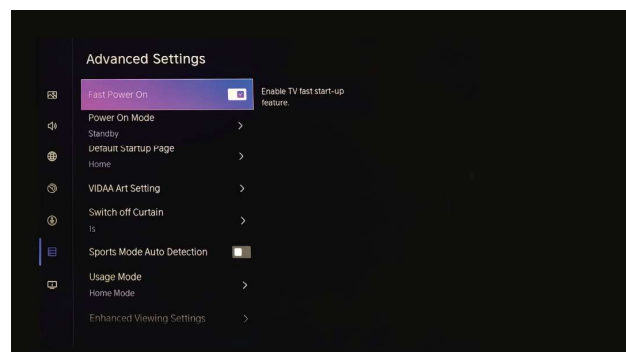 Advanced Settings
Fast Power On
Enable TV fast start-up
feature.
Power On Mode
Standby
Default Startup Page
Home
VIDAA Art Setting
Switch off Curtain
Is
Sports Mode Auto Detection
Usage Mode
Home Mode
Enhanced Viewing Settings